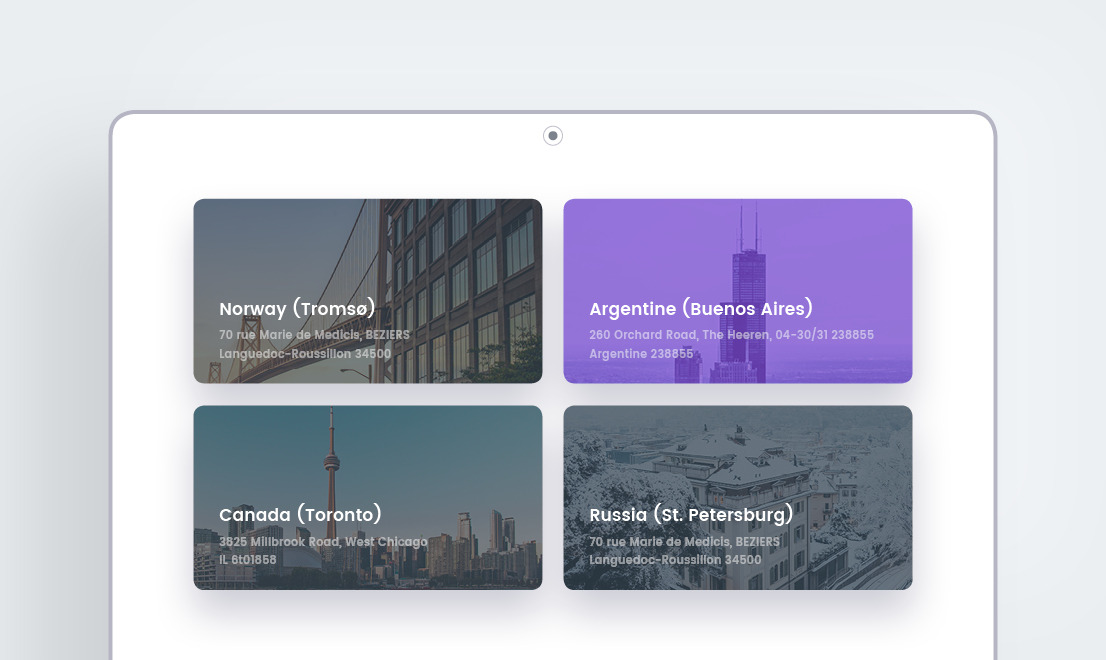 Norway (Tromsø)
70 rue Marie de Medicis, BEZIERS
Languedoc-Roussillon 34500
Argentine (Buenos Aires)
260 Orchard Road, The Heeren, 04-30/31 238855
Argentine 238855
Canada (Toronto)
3825 Millbrook Road, West Chicago
IL 6t01858
Russia (St. Petersburg)
70 rue Marie de Medicis, BEZIERS
Languedoc-Roussillon 34500